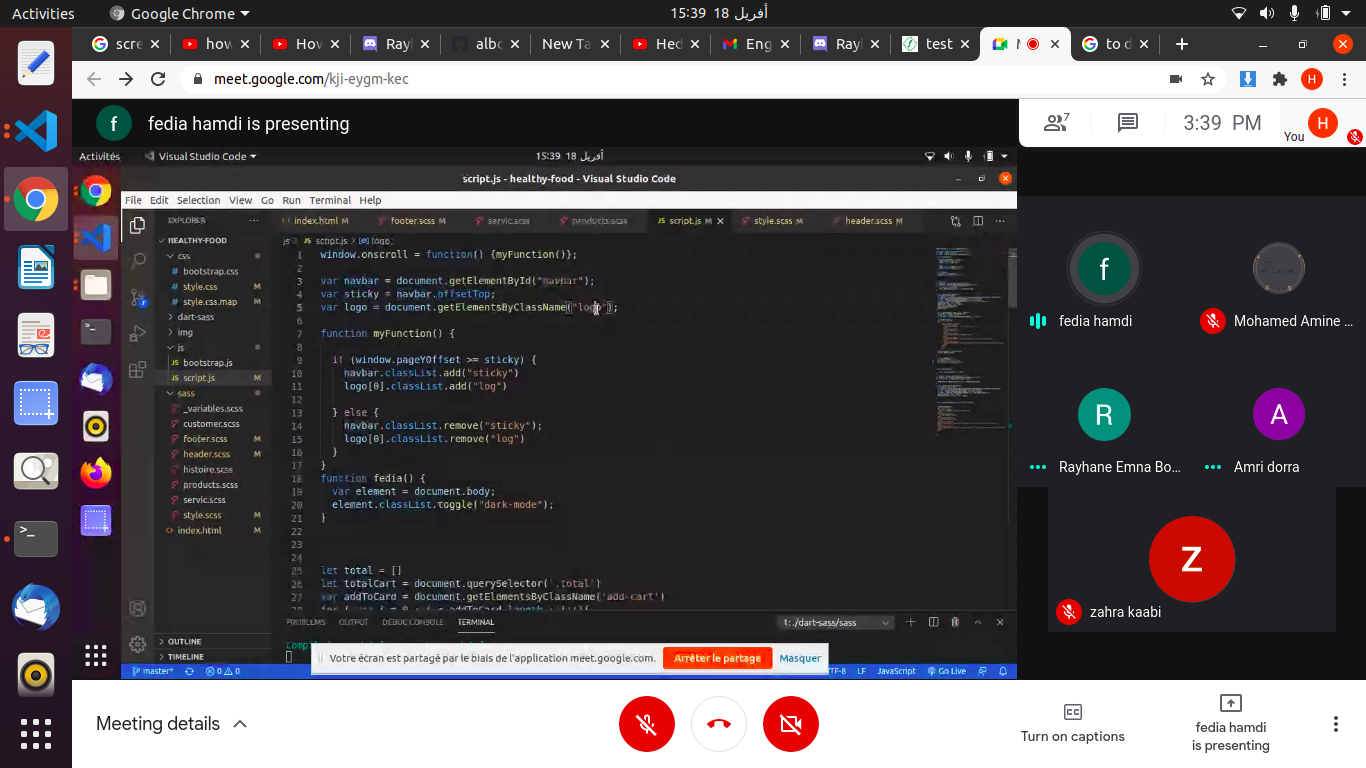 Activities
Google Chrome
15:39 18 أفريل
scre
how
How
Rayl
albo
New Ta
Hed
Eng
Rayl
test
to d
meet.google.com/kji-eygm-kec
H
f
fedia hamdi is presenting
7
3:39 PM
You
H
Activités
Visual Studio Code
15:39 18 أفريل
script.js - healthy-food - Visual Studio Code
File Edit Selection View Go Run Terminal Help
EXPLORER
index.html M
footer.scss M
servic.scss
products.scss
JS script.js M
style.scss M
header.scss M
js > JS script.js > logo
HEALTHY-FOOD
css
bootstrap.css
style.css M
style.css.map M
dart-sass
img
js
bootstrap.js
script.js M
sass
_variables.scss
customer.scss
footer.scss M
header.scss M
histoire.scss
products.scss
servic.scss
style.scss M
index.html M
OUTLINE
TIMELINE
1 window.onscroll = function() {myFunction()};
2
3 var navbar = document.getElementById("navbar");
4 var sticky = navbar.offsetTop;
5 var logo = document.getElementsByClassName("logo");
6
7 function myFunction() {
8
9 if (window.pageYOffset >= sticky) {
10 navbar.classList.add("sticky")
11 logo[0].classList.add("log")
12
13 } else {
14 navbar.classList.remove("sticky");
15 logo[0].classList.remove("log")
16 }
17 }
18 function fedia() {
19 var element = document.body;
20 element.classList.toggle("dark-mode");
21 }
22
23
24
25 let total = []
26 let totalCart = document.querySelector('.total')
27 var addToCard = document.getElementsByClassName('add-cart')
PROBLEMS OUTPUT DEBUG CONSOLE TERMINAL
1: ./dart-sass/sass
Votre écran est partagé par le biais de l'application meet.google.com.
Arrêter le partage
Masquer
master*
0 0
LF
JavaScript
Go Live
f
fedia hamdi
Mohamed Amine ...
R
Rayhane Emna Bo...
A
Amri dorra
Z
zahra kaabi
Meeting details
CC
Turn on captions
fedia hamdi
is presenting